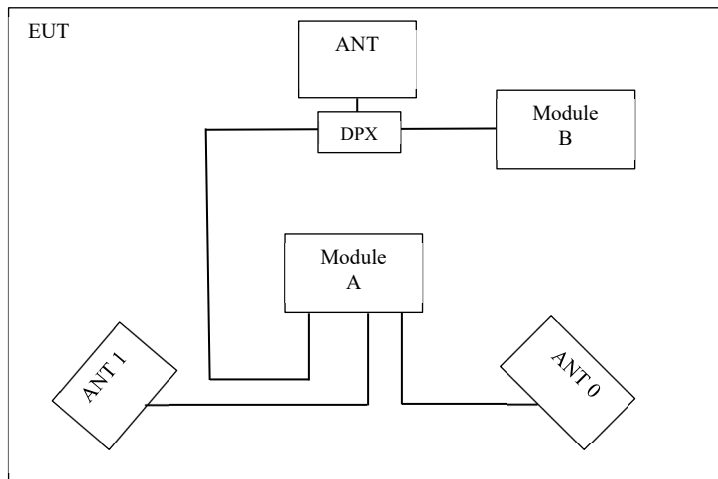 EUT
ANT
DPX
Module
B
Module
A
ANT 1
ANT 0